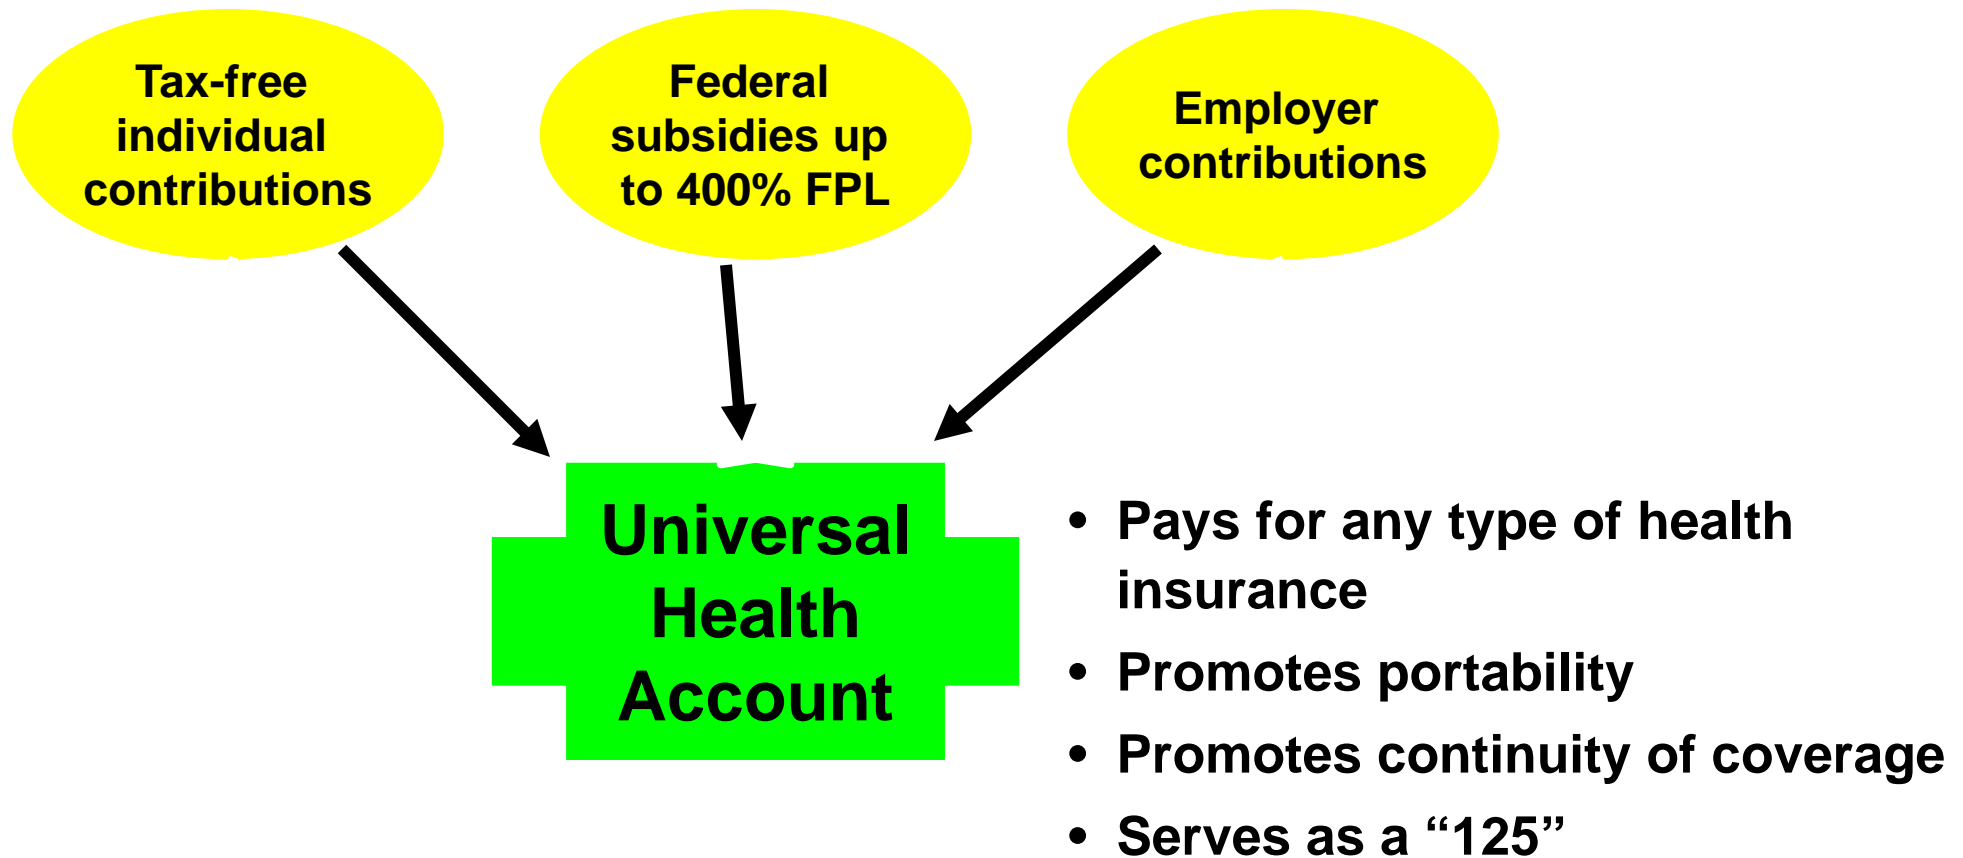 Tax-free
individual
contributions
Federal
subsidies up
to 400% FPL
Employer
contributions
Universal
Health
Account
• Pays for any type of health
insurance
• Promotes portability
• Promotes continuity of coverage
• Serves as a “125”